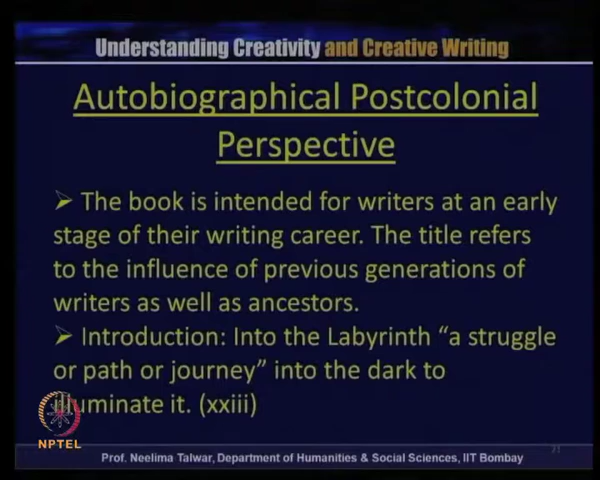 Understanding Creativity and Creative Writing
Autobiographical Postcolonial
Perspective
➢ The book is intended for writers at an early
stage of their writing career. The title refers
to the influence of previous generations of
writers as well as ancestors.
➢ Introduction: Into the Labyrinth “a struggle
or path or journey” into the dark to
illuminate it. (xxiii)
NPTEL
21
Prof. Neelima Talwar, Department of Humanities & Social Sciences, IIT Bombay